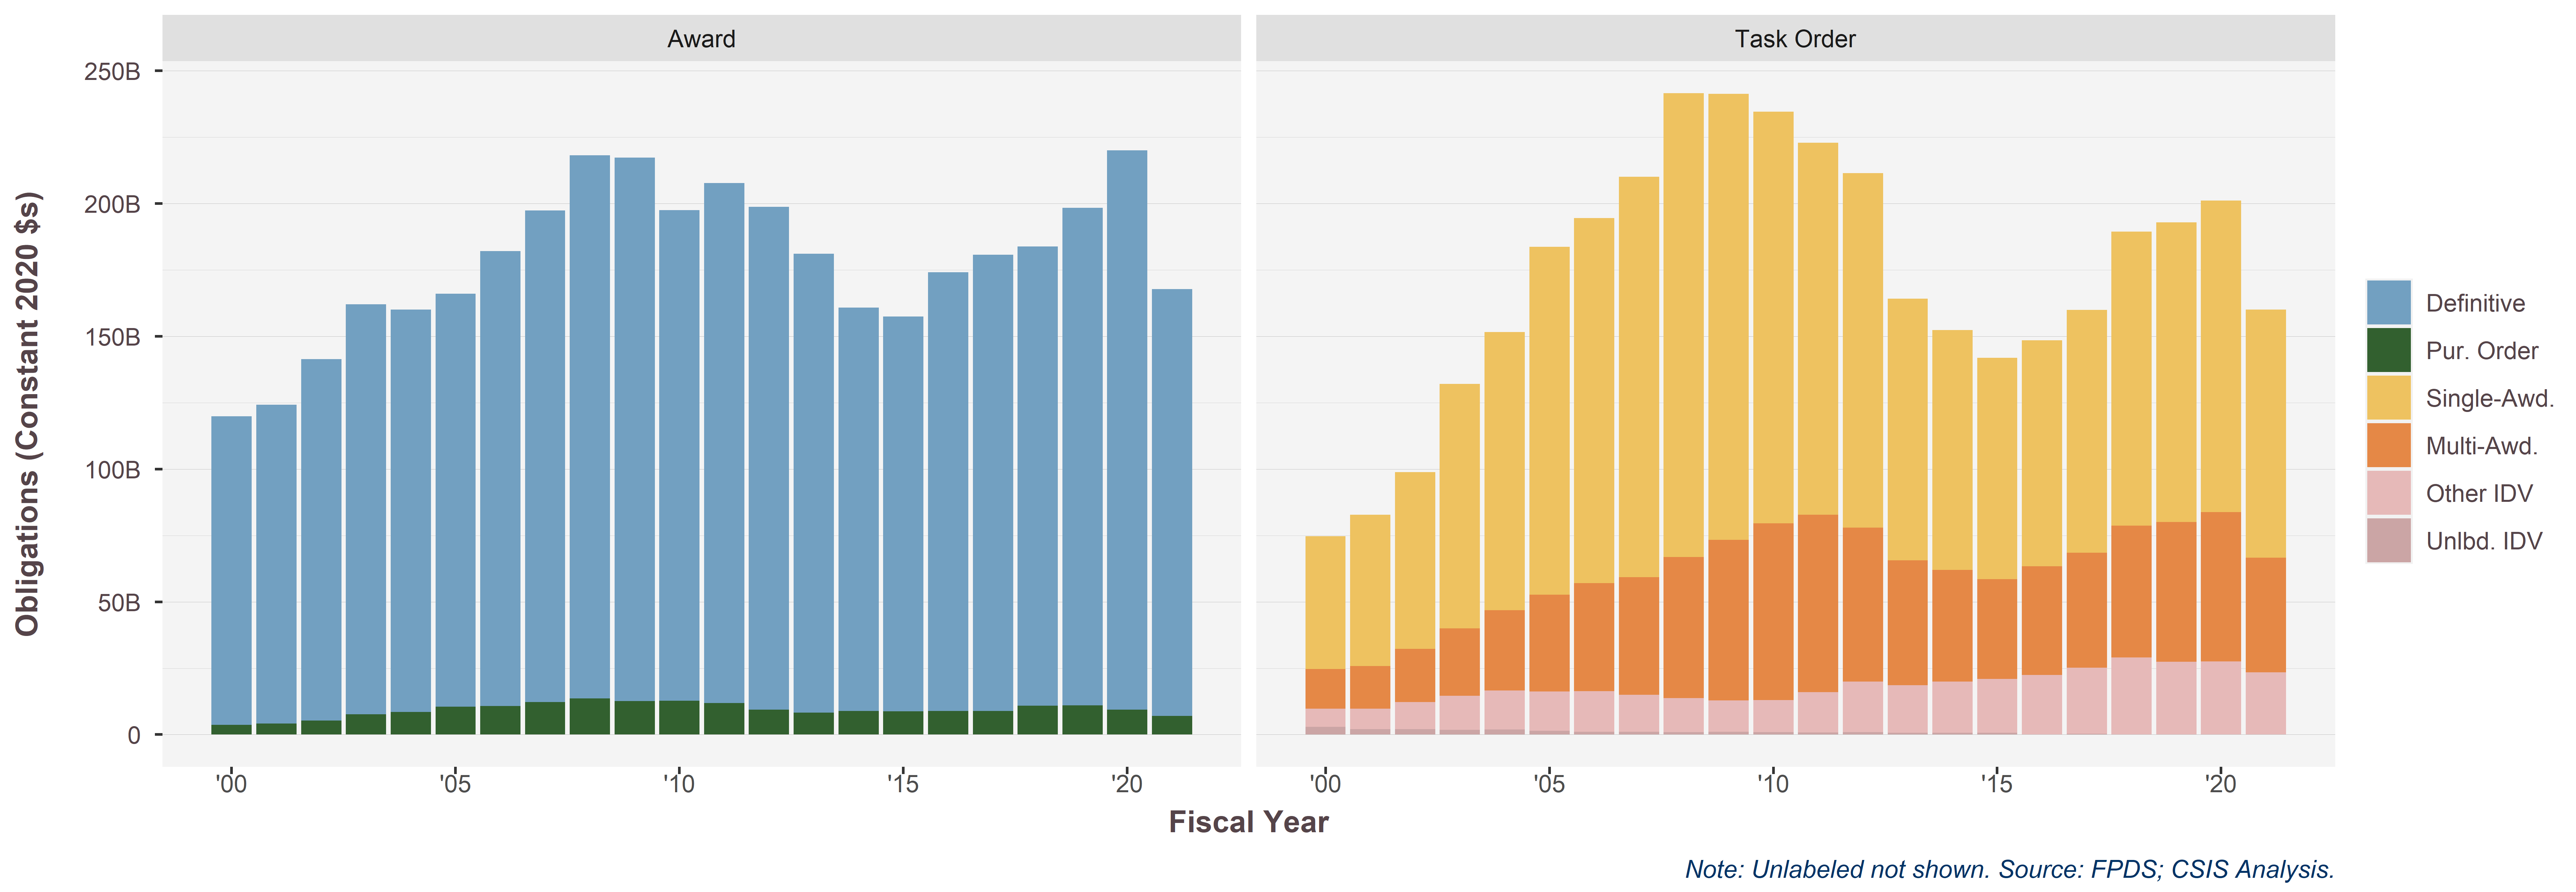 Award
Task Order
Obligations (Constant 2020 $s)
250B
200B
150B
100B
50B
0
'00
'05
'10
'15
'20
'00
'05
'10
'15
'20
Fiscal Year
Definitive
Pur. Order
Single-Awd.
Multi-Awd.
Other IDV
Unlbd. IDV
Note: Unlabeled not shown. Source: FPDS; CSIS Analysis.